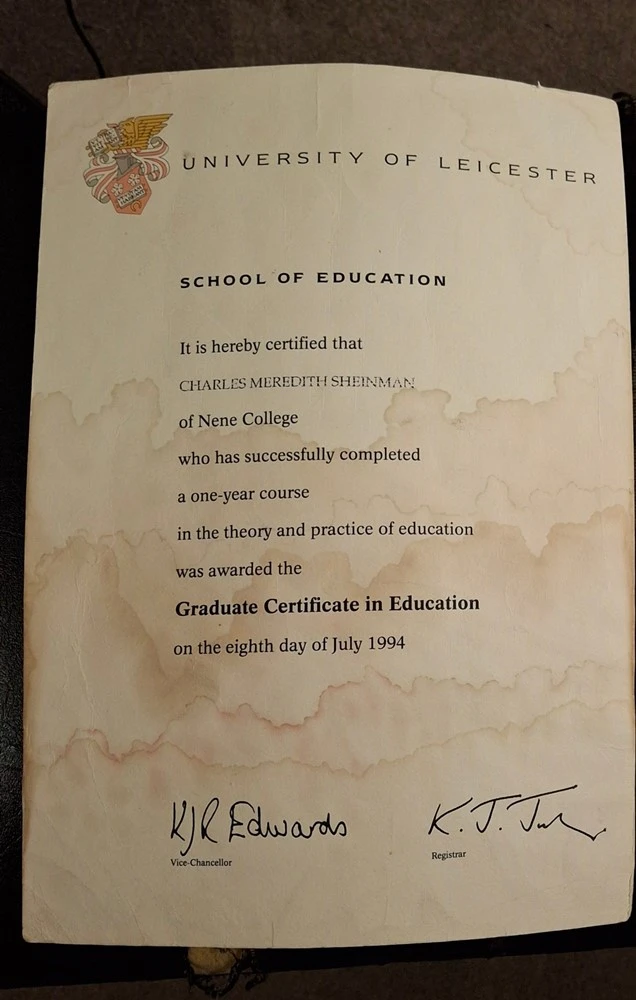 UNIVERSITY OF LEICESTER
SCHOOL OF EDUCATION
It is hereby certified that
CHARLES MEREDITH SHEINMAN
of Nene College
who has successfully completed
a one-year course
in the theory and practice of education
was awarded the
Graduate Certificate in Education
on the eighth day of July 1994
KJR Edwards
K. J.
Vice-Chancellor
Registrar